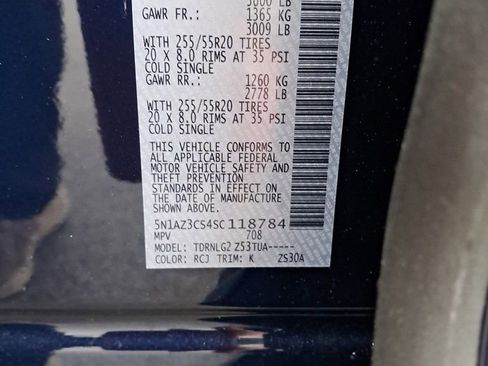 GAWR FR.: 1365 KG
3009 LB
WITH 255/55R20 TIRES
20 X 8.0 RIMS AT 35 PSI
COLD SINGLE
GAWR RR.: 1260 KG
2778 LB
WITH 255/55R20 TIRES
20 X 8.0 RIMS AT 35 PSI
COLD SINGLE
THIS VEHICLE CONFORMS TO
ALL APPLICABLE FEDERAL
MOTOR VEHICLE SAFETY
AND THEFT PREVENTION
STANDARDS IN EFFECT ON
THE DATE OF MANUFACTURE
SHOWN ABOVE.
5N1AZ3CS4SC118784
MPV 708
MODEL: TDRNLG2 Z53TUA-----
COLOR: RCJ TRIM: K ZS30A